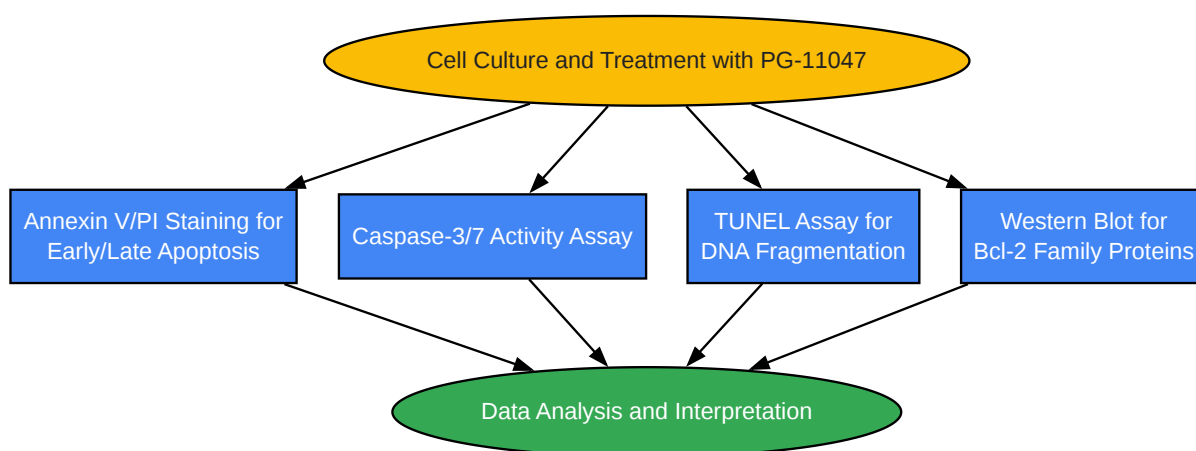 Cell Culture and Treatment with PG-11047
Annexin V/PI Staining for
Early/Late Apoptosis
Caspase-3/7 Activity Assay
TUNEL Assay for
DNA Fragmentation
Western Blot for
Bcl-2 Family Proteins
Data Analysis and Interpretation